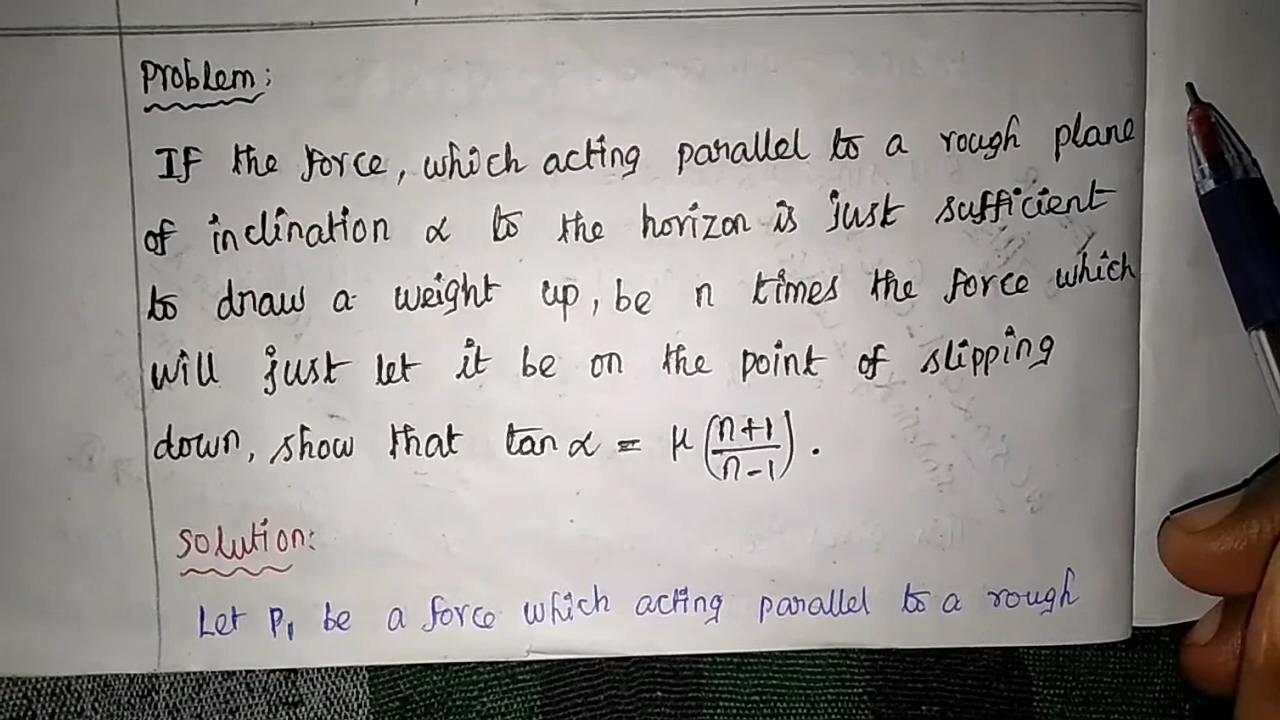 Problem:
If the force, which acting parallel to a rough plane
of inclination α to the horizon is just sufficient
to draw a weight up, be n times the force which
will just let it be on the point of slipping
down, show that tan α = μ (n+1/n-1).
Solution:
Let P₁ be a force which acting parallel to a rough